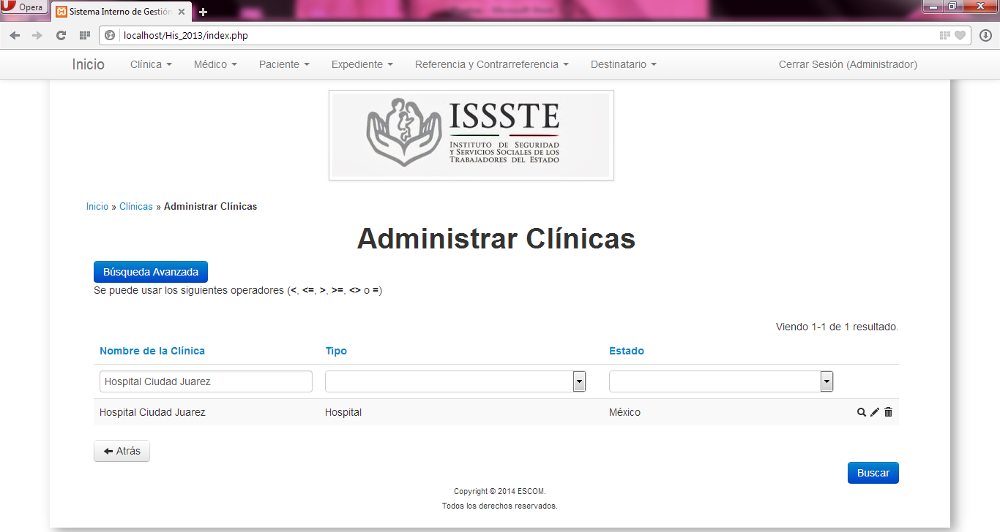 Opera
Sistema Interno de Gestión
localhost/His_2013/index.php
Inicio Clínica Médico Paciente Expediente Referencia y Contrarreferencia Destinatario Cerrar Sesión (Administrador)
ISSSTE
INSTITUTO DE SEGURIDAD
Y SERVICIOS SOCIALES DE LOS
TRABAJADORES DEL ESTADO
Inicio » Clínicas » Administrar Clínicas
Administrar Clínicas
Búsqueda Avanzada
Se puede usar los siguientes operadores (<, <=, >, >=, <> o =)
Viendo 1-1 de 1 resultado.
Nombre de la Clínica Tipo Estado
Hospital Ciudad Juarez
Hospital Ciudad Juarez Hospital México
Atrás
Buscar
Copyright © 2014 ESCOM.
Todos los derechos reservados.